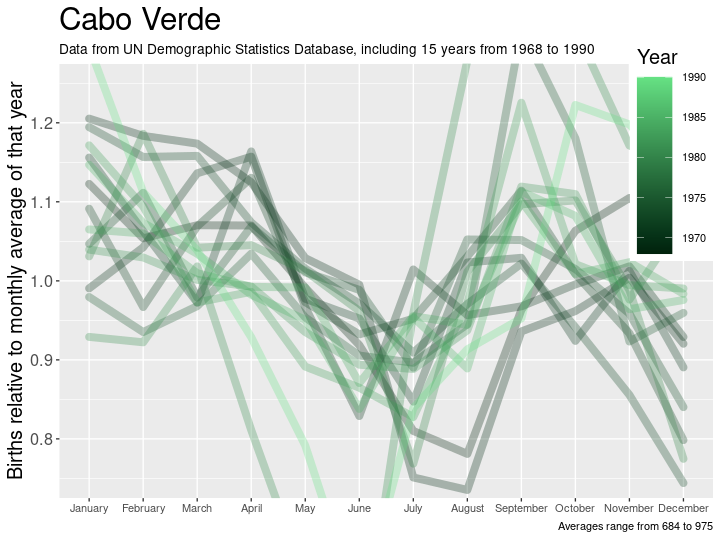 Cabo Verde
Data from UN Demographic Statistics Database, including 15 years from 1968 to 1990
Year
1990
1985
1980
1975
1970
Births relative to monthly average of that year
1.2
1.1
1.0
0.9
0.8
January February March April May June July August September October November December
Averages range from 684 to 975